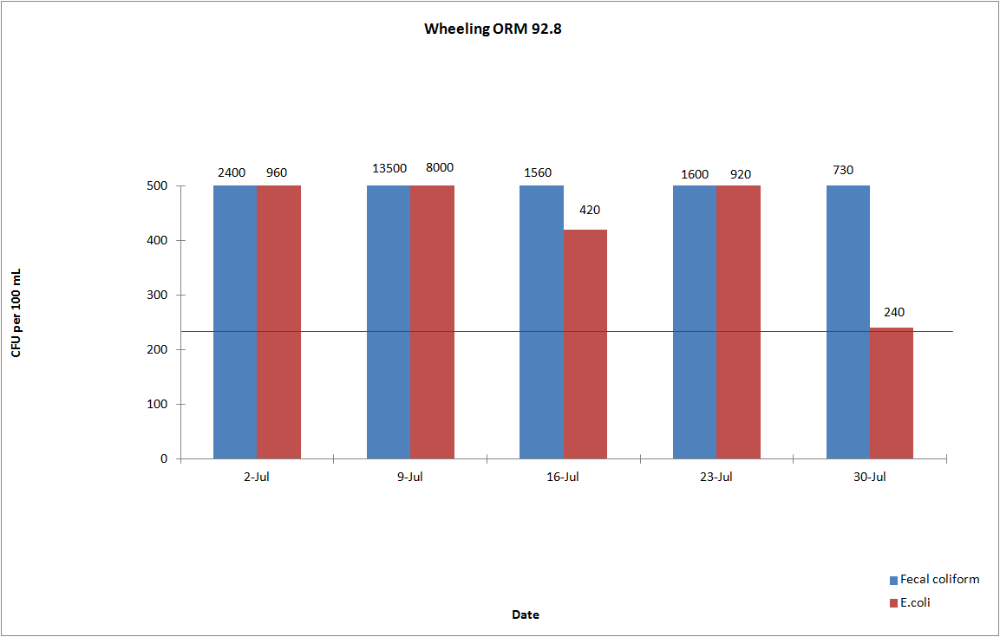 Wheeling ORM 92.8
2400 960 13500 8000 1560 420 1600 920 730 240
500
400
300
200
100
0
CFU per 100 mL
2-Jul 9-Jul 16-Jul 23-Jul 30-Jul
Date
Fecal coliform
E.coli